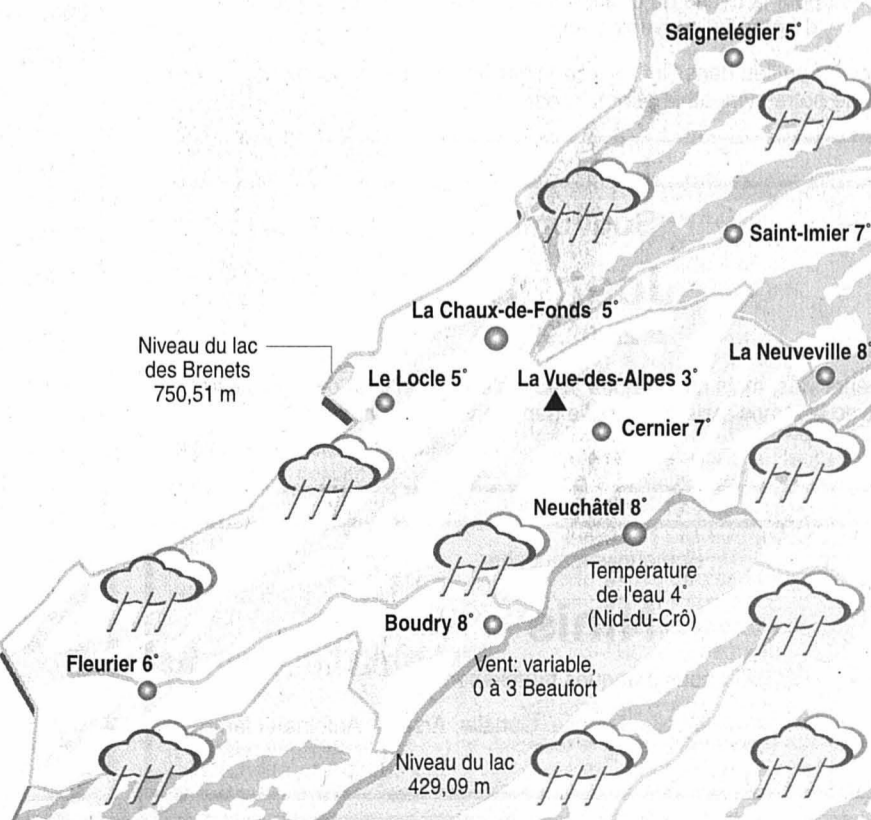 Saignelégier 5°
Saint-Imier 7°
La Chaux-de-Fonds 5°
Niveau du lac
des Brenets
750,51 m
La Neuveville 8°
Le Locle 5°
La Vue-des-Alpes 3°
Cernier 7°
Neuchâtel 8°
Température
de l'eau 4°
(Nid-du-Crô)
Boudry 8°
Fleurier 6°
Vent: variable,
0 à 3 Beaufort
Niveau du lac
429,09 m